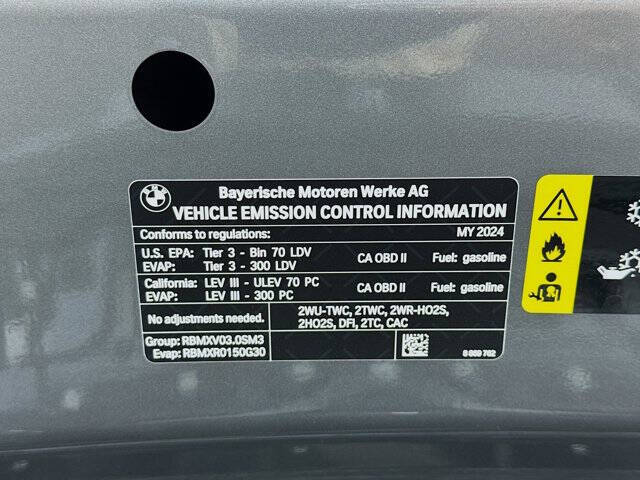 BMW
Bayerische Motoren Werke AG
VEHICLE EMISSION CONTROL INFORMATION
Conforms to regulations: MY 2024
U.S. EPA: Tier 3 - Bin 70 LDV CA OBD II Fuel: gasoline
EVAP: Tier 3 - 300 LDV
California: LEV III - ULEV 70 PC CA OBD II Fuel: gasoline
EVAP: LEV III - 300 PC
No adjustments needed. 2WU-TWC, 2TWC, 2WR-HO2S,
2HO2S, DFI, 2TC, CAC
Group: RBMXV03.0SM3
Evap: RBMXR0150G30